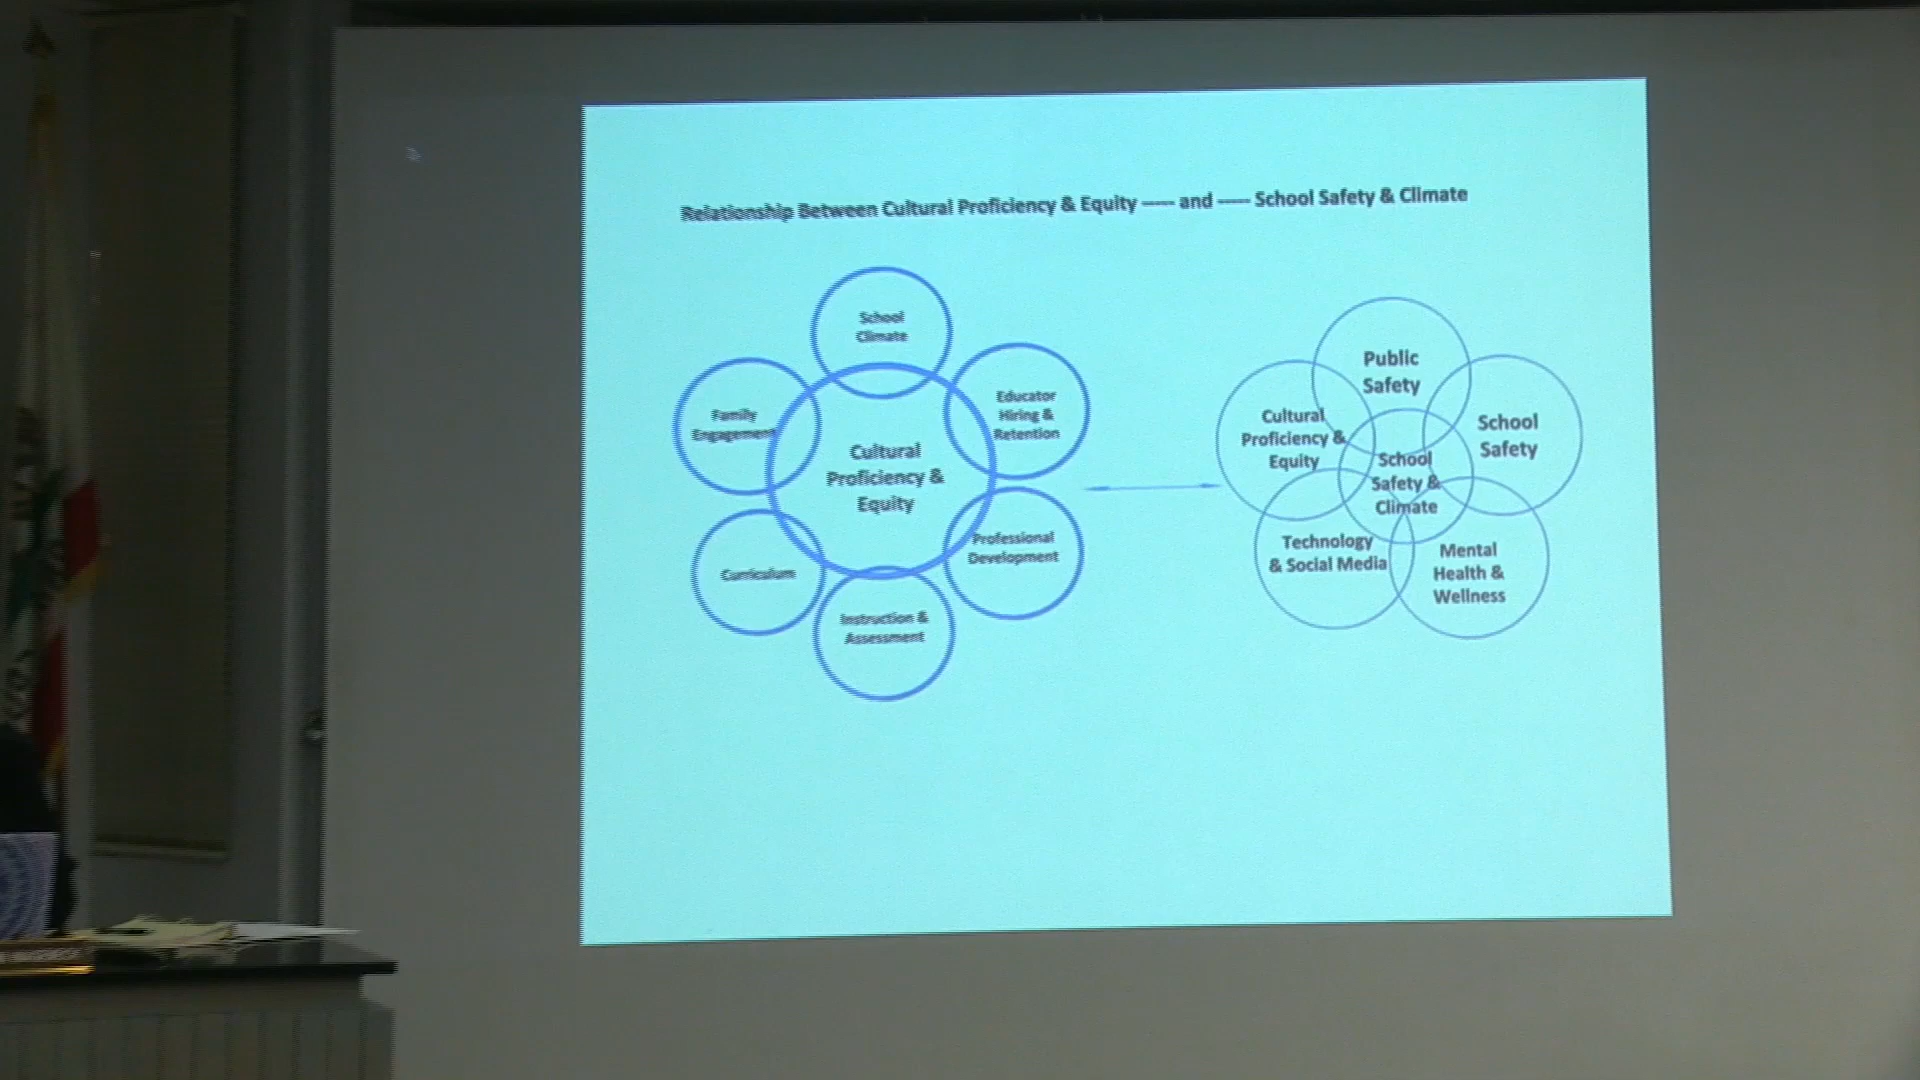 Relationship Between Cultural Proficiency & Equity ---- and ---- School Safety & Climate
School
Climate
Family
Engagement
Educator
Hiring &
Retention
Cultural
Proficiency &
Equity
Curriculum
Professional
Development
Instruction &
Assessment
Public
Safety
Cultural
Proficiency &
Equity
School
Safety
School
Safety &
Climate
Technology
& Social Media
Mental
Health &
Wellness